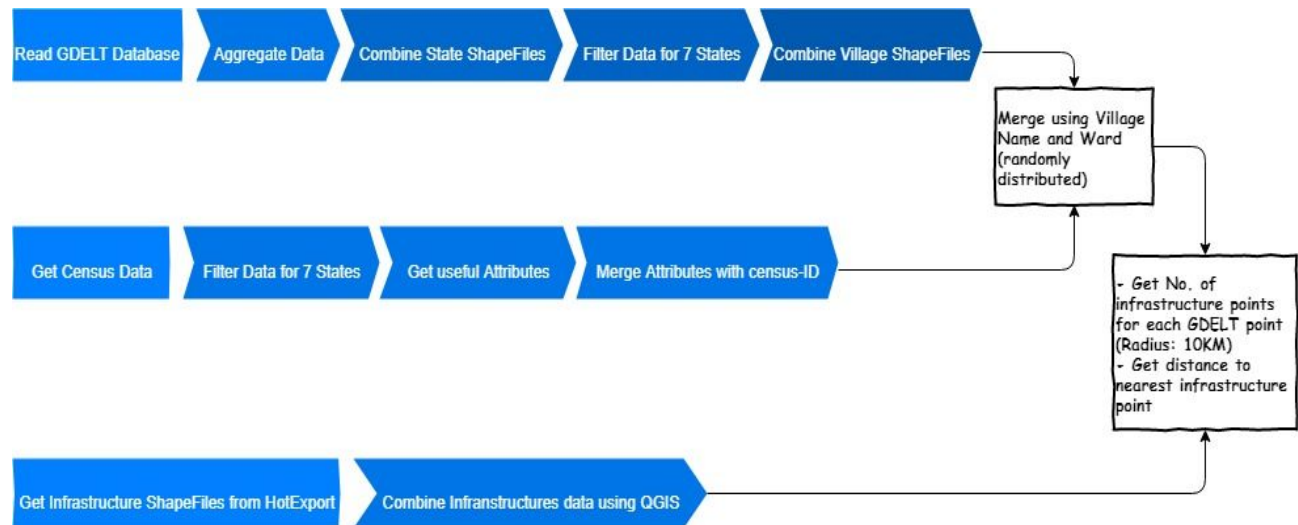 Read GDELT Database
Aggregate Data
Combine State ShapeFiles
Filter Data for 7 States
Combine Village ShapeFiles
Merge using Village
Name and Ward
(randomly
distributed)
Get Census Data
Filter Data for 7 States
Get useful Attributes
Merge Attributes with census-ID
- Get No. of
infrastructure points
for each GDELT point
(Radius: 10KM)
- Get distance to
nearest infrastructure
point
Get Infrastructure ShapeFiles from HotExport
Combine Infranstructures data using QGIS